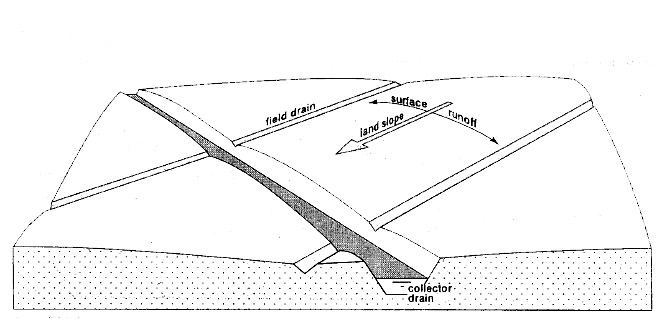 field drain
surface
runoff
land slope
collector
drain